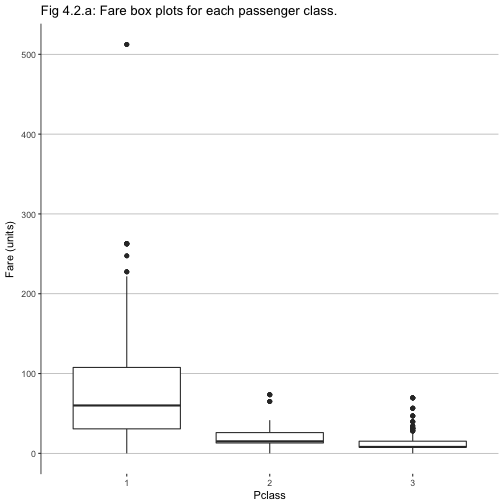 Fig 4.2.a: Fare box plots for each passenger class.
500
400
300
200
100
0
Fare (units)
1 2 3
Pclass